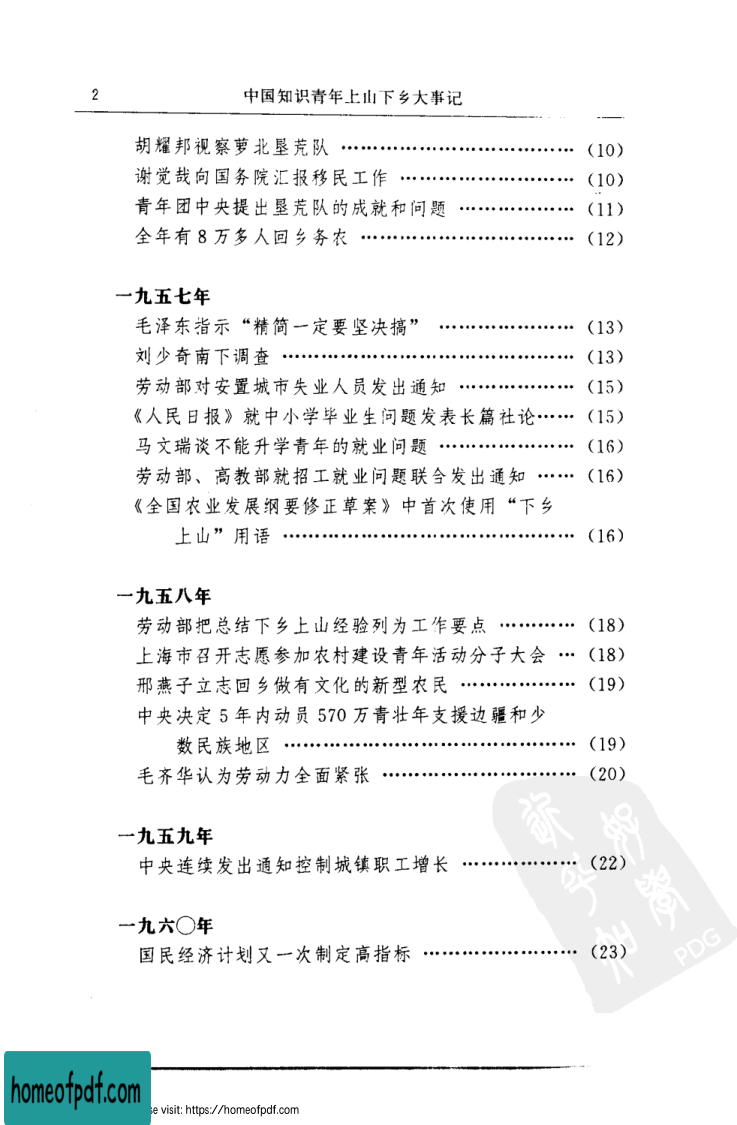 2 中国知识青年上山下乡大事记
胡耀邦视察萝北垦荒队 ……………………………… (10)
谢觉哉向国务院汇报移民工作 ……………………… (10)
青年团中央提出垦荒队的成就和问题 ……………… (11)
全年有8万多人回乡务农 …………………………… (12)
一九五七年
毛泽东指示“精简一定要坚决搞” ………………… (13)
刘少奇南下调查 ……………………………………… (13)
劳动部对安置城市失业人员发出通知 ……………… (15)
《人民日报》就中小学毕业生问题发表长篇社论…… (15)
马文瑞谈不能升学青年的就业问题 ………………… (16)
劳动部、高教部就招工就业问题联合发出通知 …… (16)
《全国农业发展纲要修正草案》中首次使用“下乡
上山”用语 ……………………………………… (16)
一九五八年
劳动部把总结下乡上山经验列为工作要点 ………… (18)
上海市召开志愿参加农村建设青年活动分子大会 … (18)
邢燕子立志回乡做有文化的新型农民 ……………… (19)
中央决定5年内动员570万青壮年支援边疆和少
数民族地区 ……………………………………… (19)
毛齐华认为劳动力全面紧张 ………………………… (20)
一九五九年
中央连续发出通知控制城镇职工增长 ……………… (22)
一九六〇年
国民经济计划又一次制定高指标 …………………… (23)
PDG
homeofpdf.com
se visit: https://homeofpdf.com